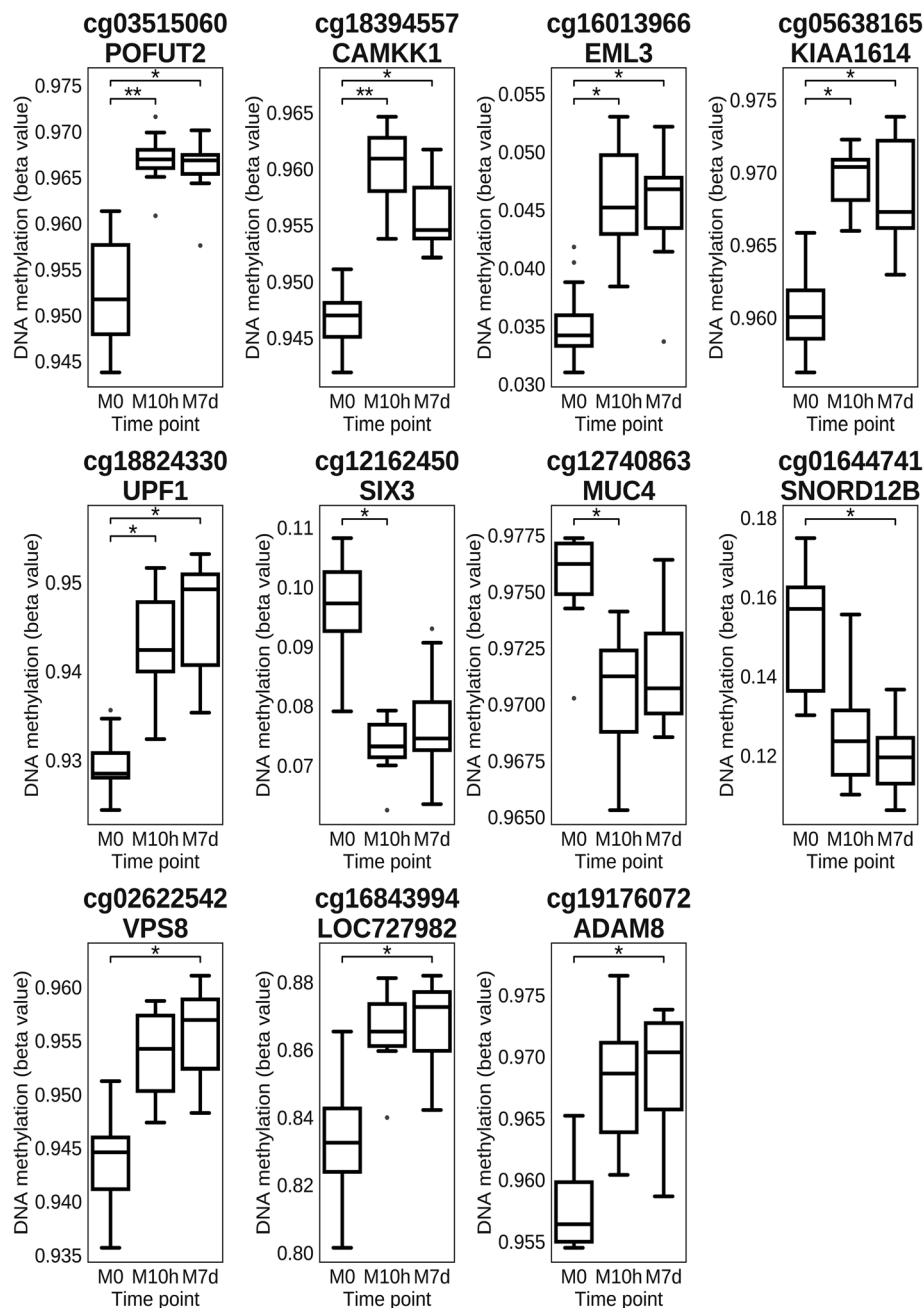 cg03515060
POFUT2
DNA methylation (beta value)
0.975
0.970
0.965
0.960
0.955
0.950
0.945
*
**
M0 M10h M7d
Time point
cg18394557
CAMKK1
DNA methylation (beta value)
0.965
0.960
0.955
0.950
0.945
*
**
M0 M10h M7d
Time point
cg16013966
EML3
DNA methylation (beta value)
0.055
0.050
0.045
0.040
0.035
0.030
*
*
M0 M10h M7d
Time point
cg05638165
KIAA1614
DNA methylation (beta value)
0.975
0.970
0.965
0.960
*
*
M0 M10h M7d
Time point
cg18824330
UPF1
DNA methylation (beta value)
0.95
0.94
0.93
*
*
M0 M10h M7d
Time point
cg12162450
SIX3
DNA methylation (beta value)
0.11
0.10
0.09
0.08
0.07
*
M0 M10h M7d
Time point
cg12740863
MUC4
DNA methylation (beta value)
0.9775
0.9750
0.9725
0.9700
0.9675
0.9650
*
M0 M10h M7d
Time point
cg01644741
SNORD12B
DNA methylation (beta value)
0.18
0.16
0.14
0.12
*
M0 M10h M7d
Time point
cg02622542
VPS8
DNA methylation (beta value)
0.960
0.955
0.950
0.945
0.940
0.935
*
M0 M10h M7d
Time point
cg16843994
LOC727982
DNA methylation (beta value)
0.88
0.86
0.84
0.82
0.80
*
M0 M10h M7d
Time point
cg19176072
ADAM8
DNA methylation (beta value)
0.975
0.970
0.965
0.960
0.955
*
M0 M10h M7d
Time point